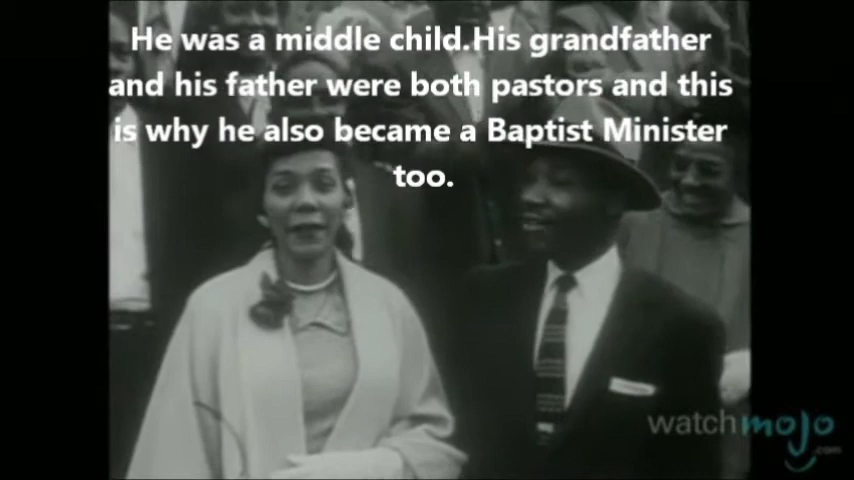 He was a middle child.His grandfather
and his father were both pastors and this
is why he also became a Baptist Minister
too.
watchmojo
.com